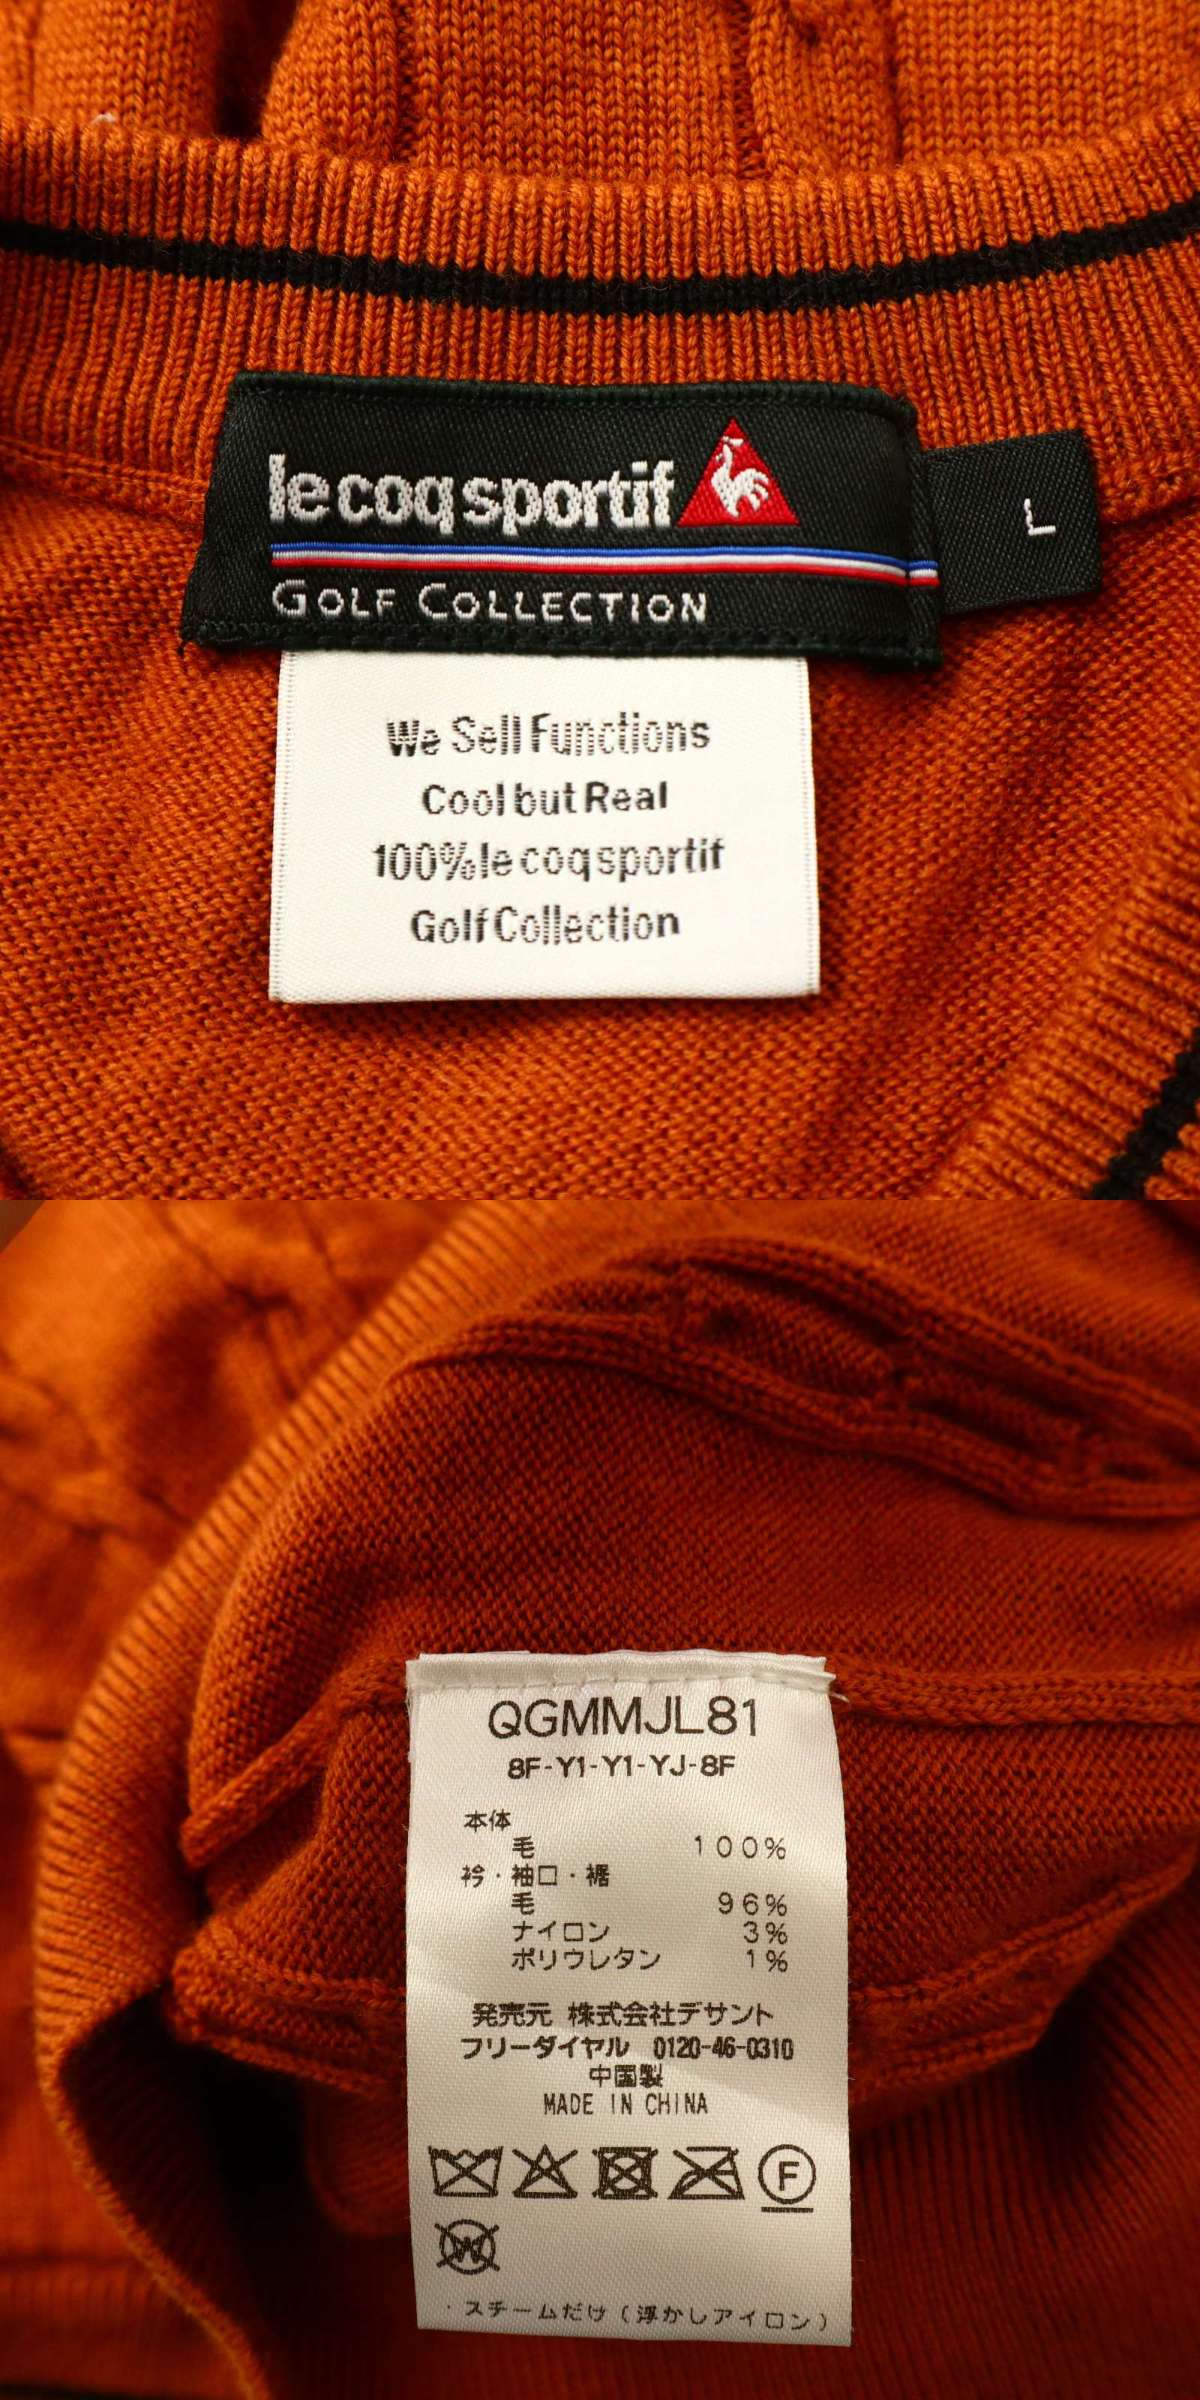 le coq sportif
GOLF COLLECTION
L
We Sell Functions
Cool but Real
100% le coq sportif
Golf Collection
QGMMJL81
8F-Y1-Y1-YJ-8F
本体
毛 100%
衿・袖口・裾
毛 96%
ナイロン 3%
ポリウレタン 1%
発売元 株式会社デサント
フリーダイヤル 0120-46-0310
中国製
MADE IN CHINA
F
W
・スチームだけ(浮かしアイロン)